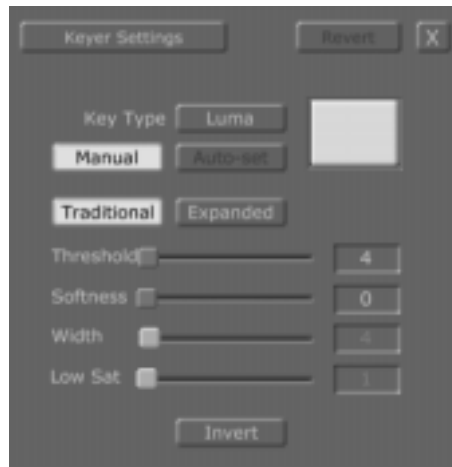 Keyer Settings Revert X
Key Type Luma
Manual Auto-set
Traditional Expanded
Threshold 4
Softness 0
Width 4
Low Sat 1
Invert